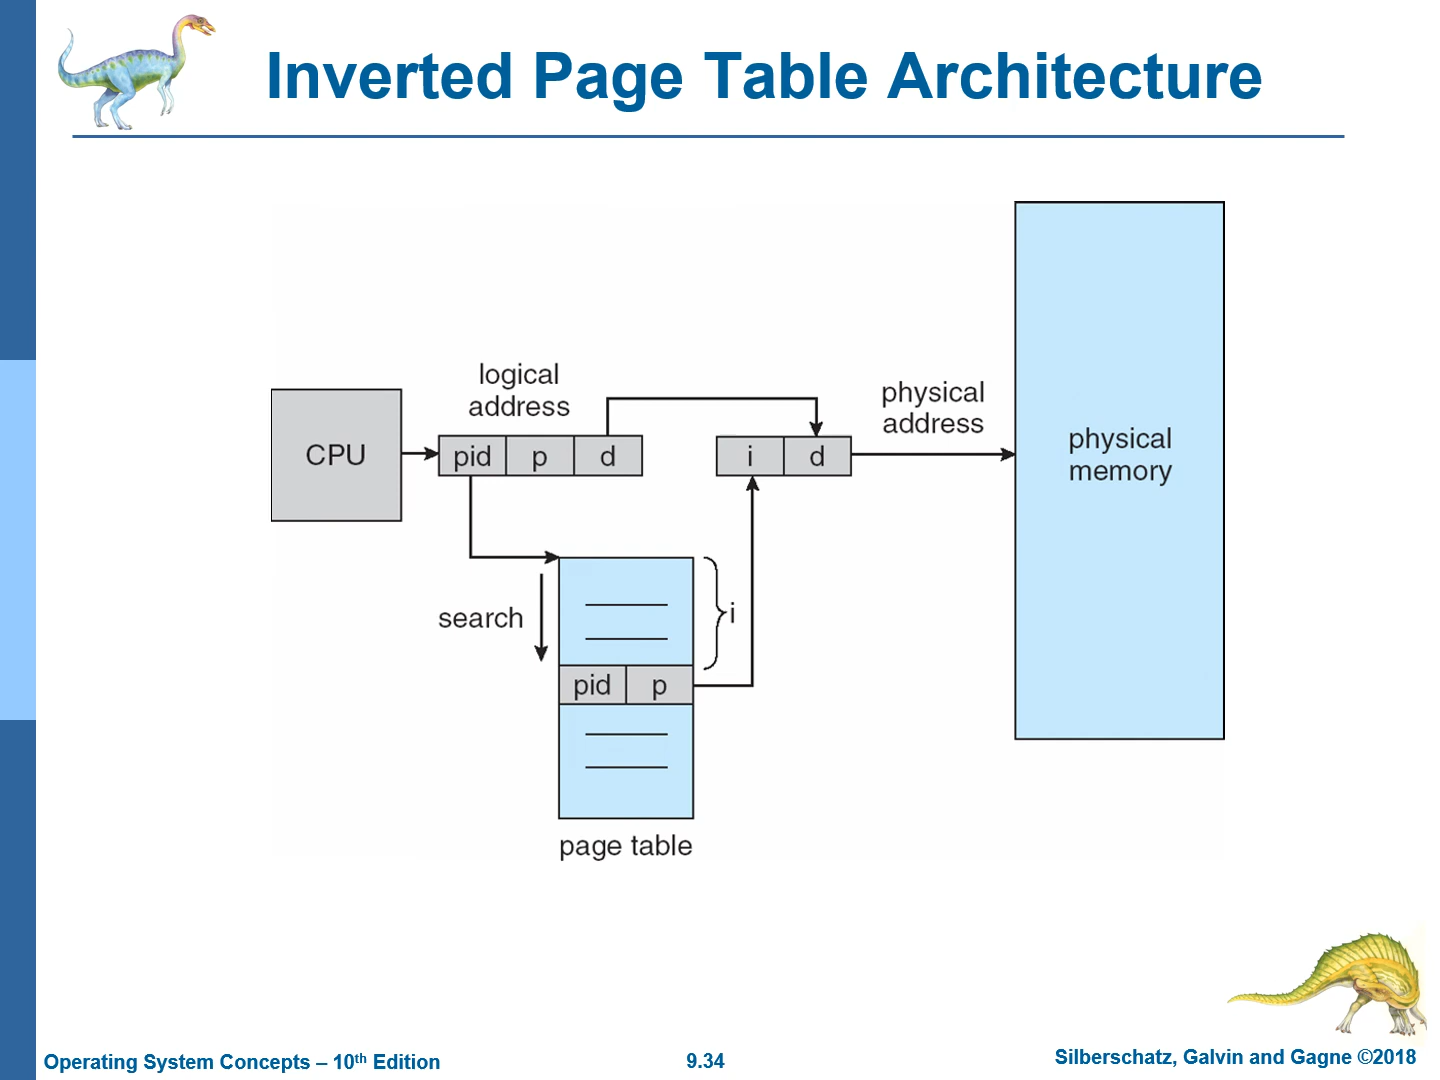 Inverted Page Table Architecture
logical
address
physical
address
CPU
pid p d
i d
physical
memory
search
i
pid p
page table
Operating System Concepts – 10th Edition
9.34
Silberschatz, Galvin and Gagne ©2018